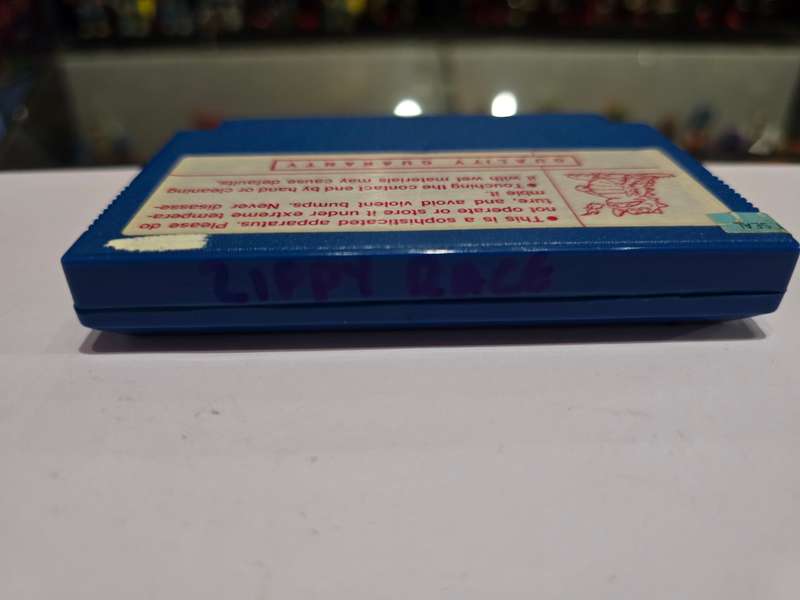 QUALITY GUARANTY
●This is a sophisticated apparatus. Please do
not operate or store it under extreme tempera-
ture, and avoid violent bumps. Never disasse-
mble it.
●Touching the contact end by hand or cleaning
it with wet materials may cause defaults.
SEAL
ZIPPY RACE